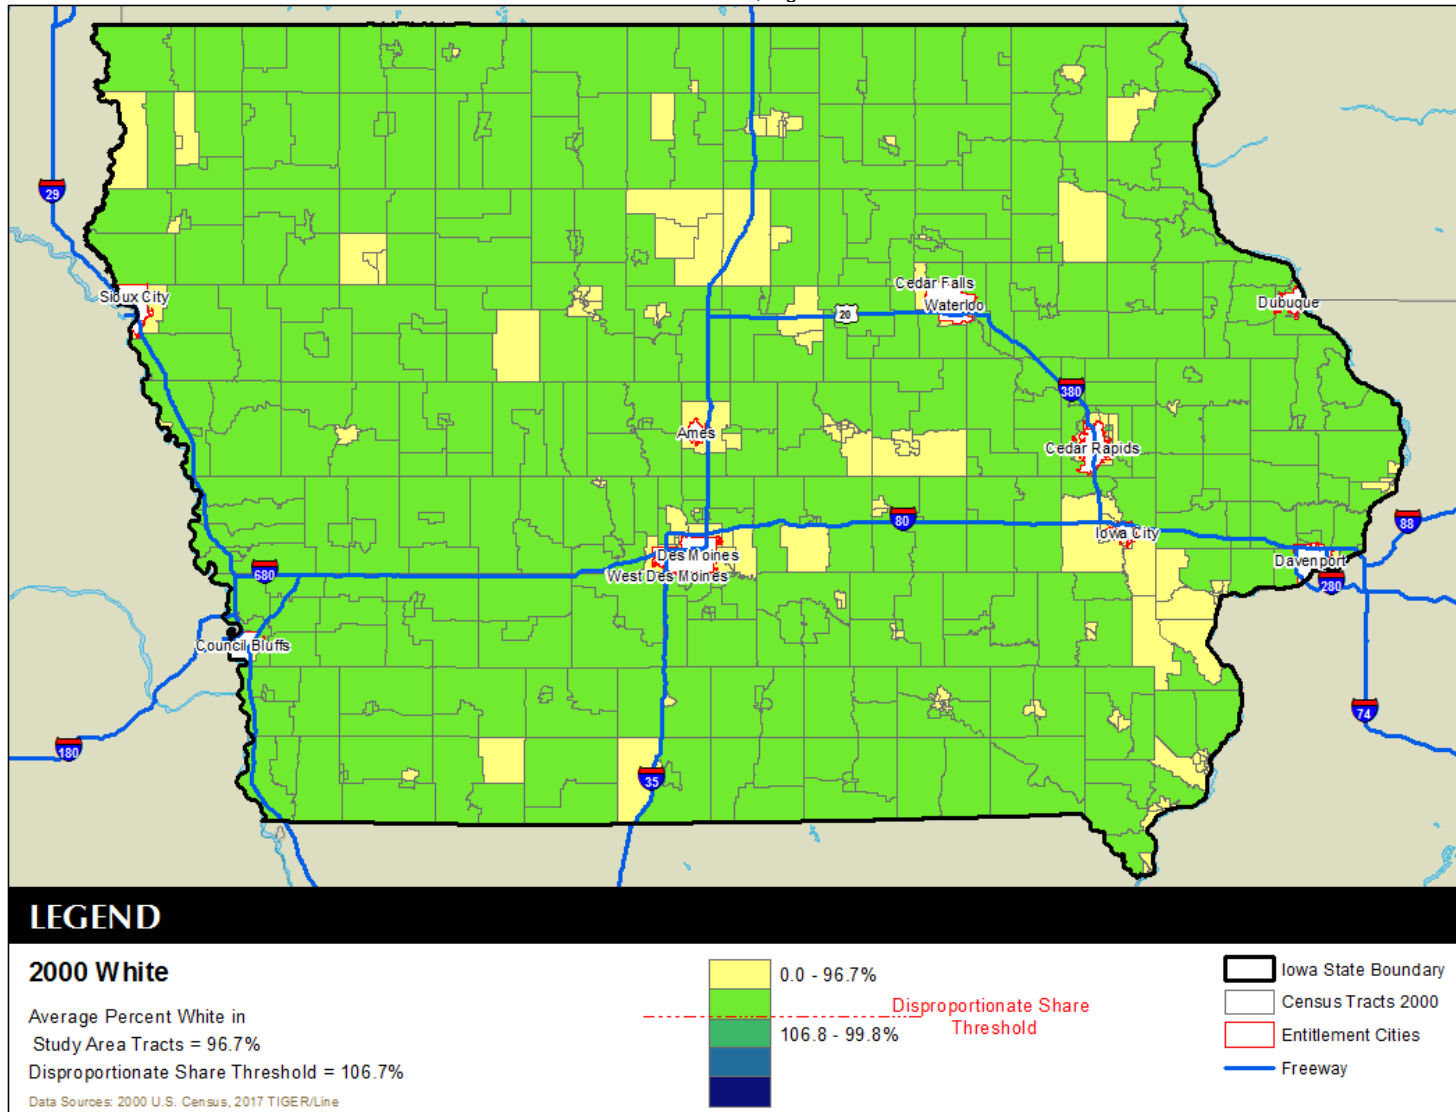 29
Sioux City
Cedar Falls
Waterloo
20
Dubuque
380
Ames
Cedar Rapids
80
Iowa City
88
Des Moines
West Des Moines
Davenport
680
280
Council Bluffs
74
180
35
LEGEND
2000 White
Average Percent White in
Study Area Tracts = 96.7%
Disproportionate Share Threshold = 106.7%
Data Sources: 2000 U.S. Census, 2017 TIGER/Line
0.0 - 96.7%
Disproportionate Share
Threshold
106.8 - 99.8%
Iowa State Boundary
Census Tracts 2000
Entitlement Cities
Freeway